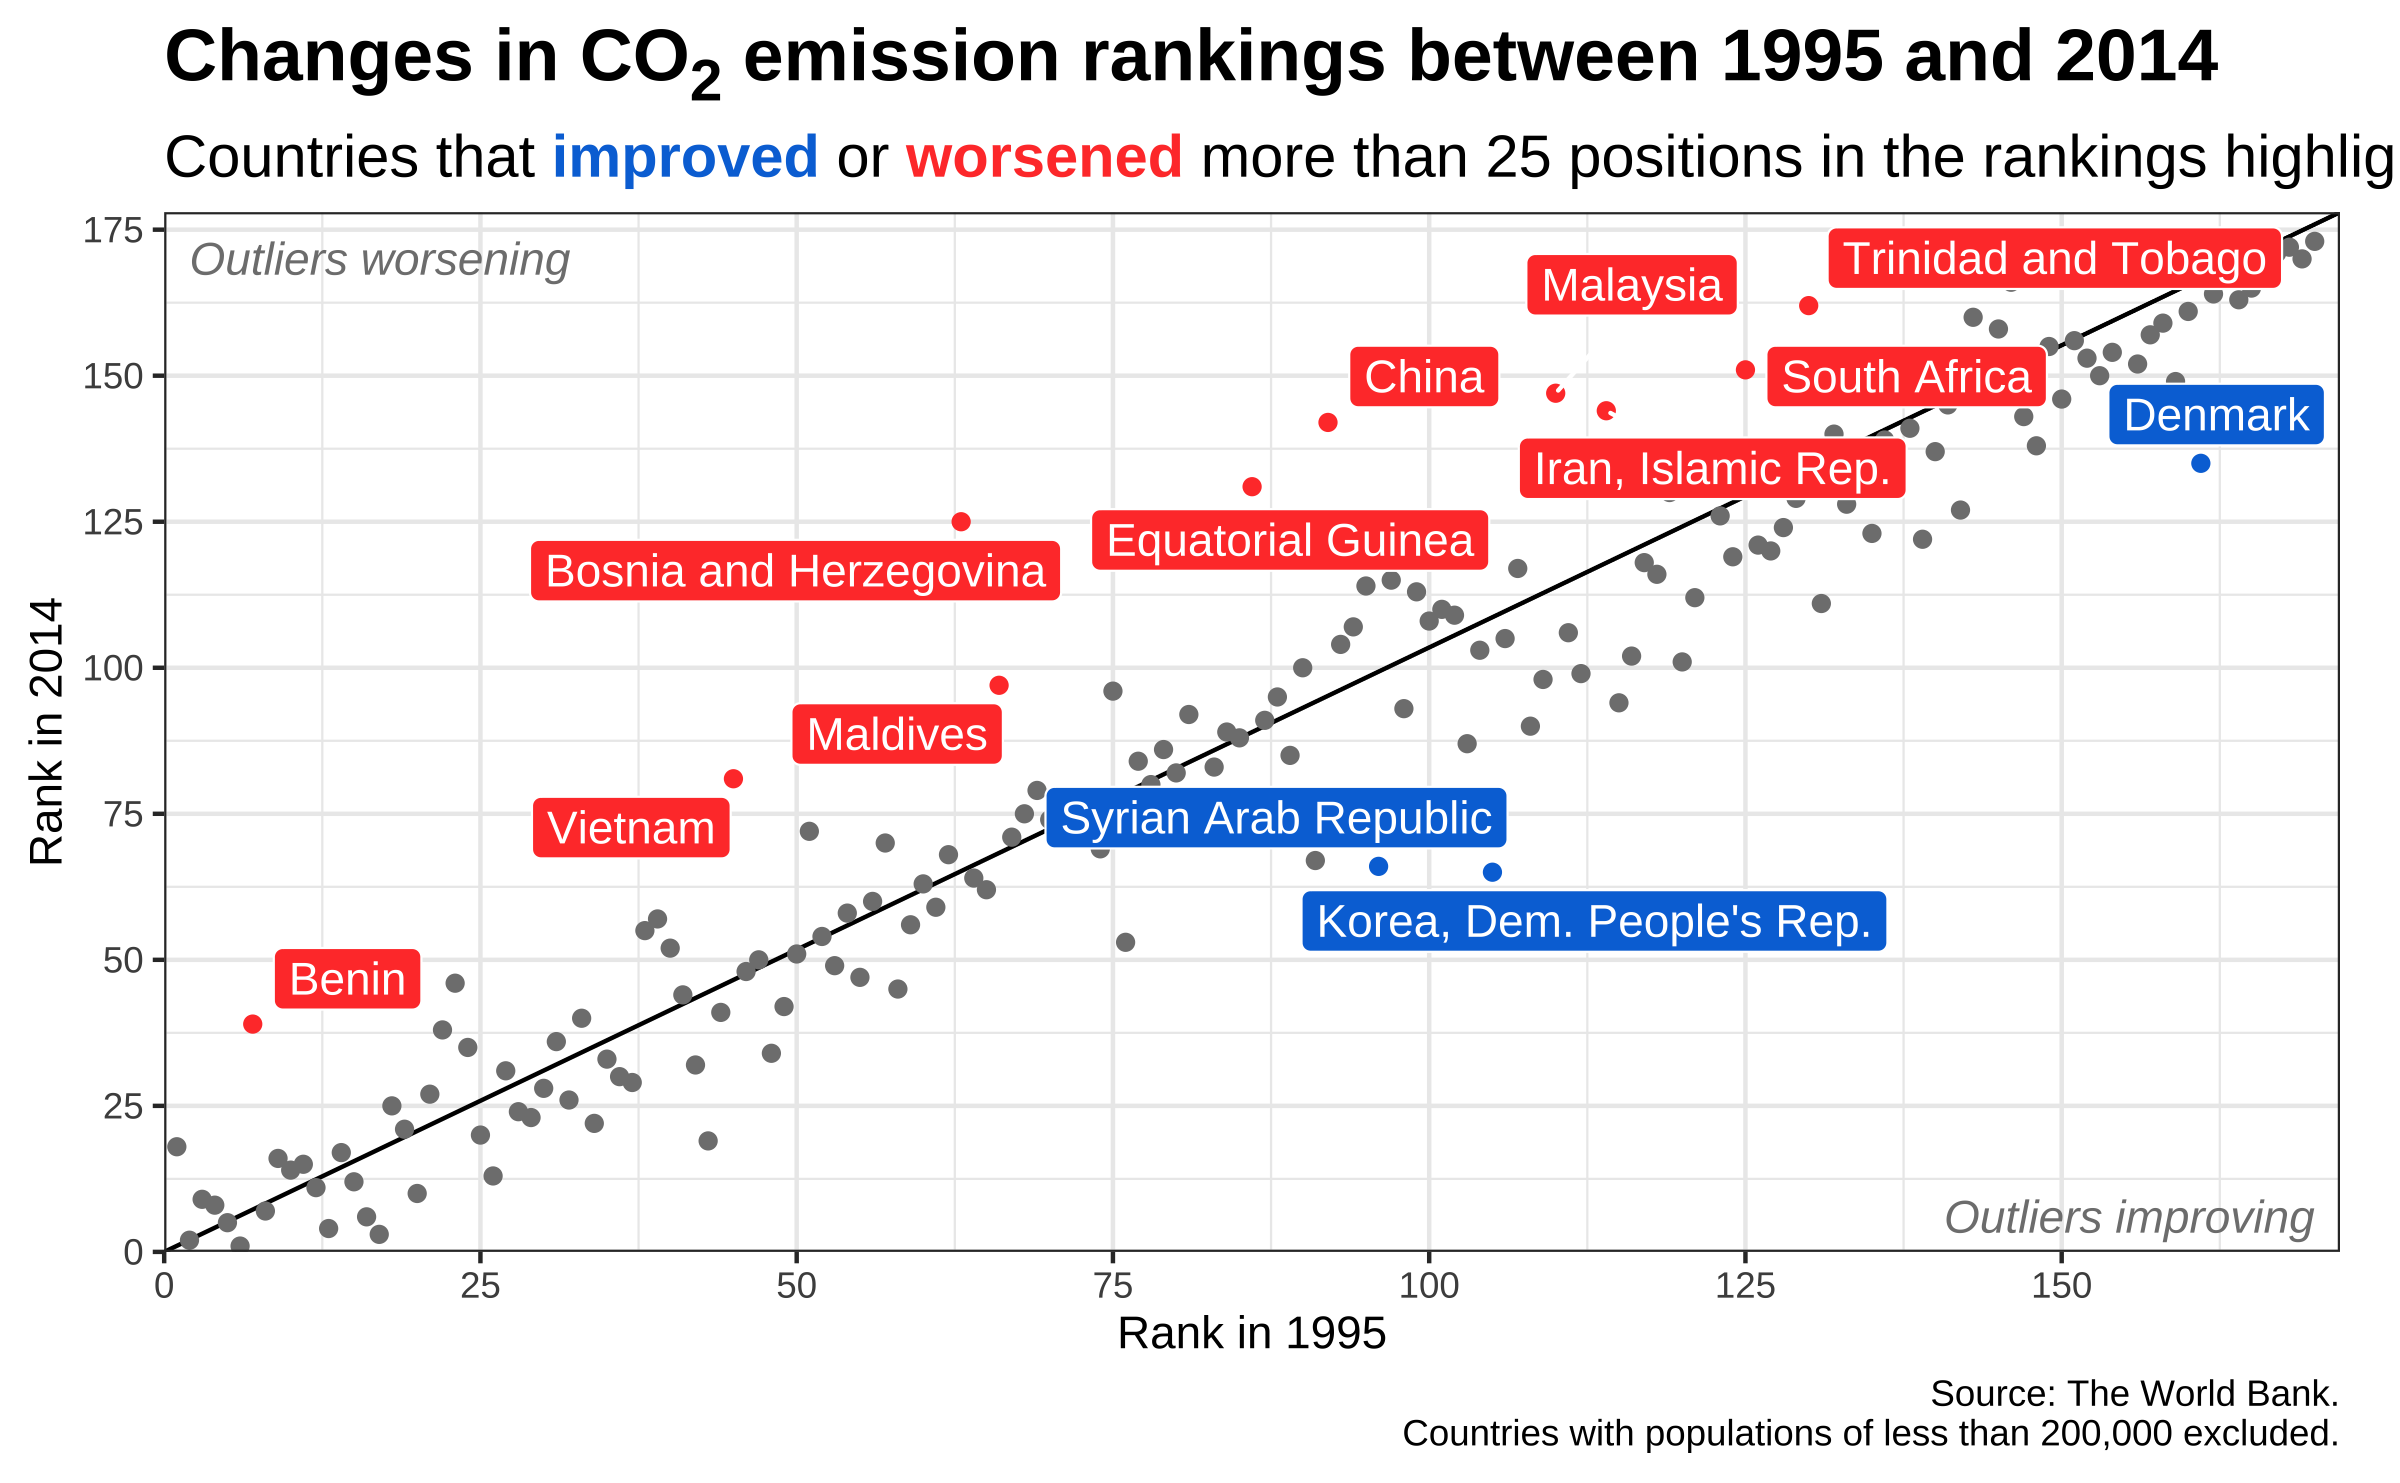 Changes in CO₂ emission rankings between 1995 and 2014
Countries that improved or worsened more than 25 positions in the rankings highlig
175
Outliers worsening
Trinidad and Tobago
Malaysia
150
China
South Africa
Denmark
Iran, Islamic Rep.
125
Equatorial Guinea
Bosnia and Herzegovina
Rank in 2014
100
Maldives
75
Vietnam
Syrian Arab Republic
Korea, Dem. People's Rep.
50
Benin
25
Outliers improving
0
0 25 50 75 100 125 150
Rank in 1995
Source: The World Bank.
Countries with populations of less than 200,000 excluded.